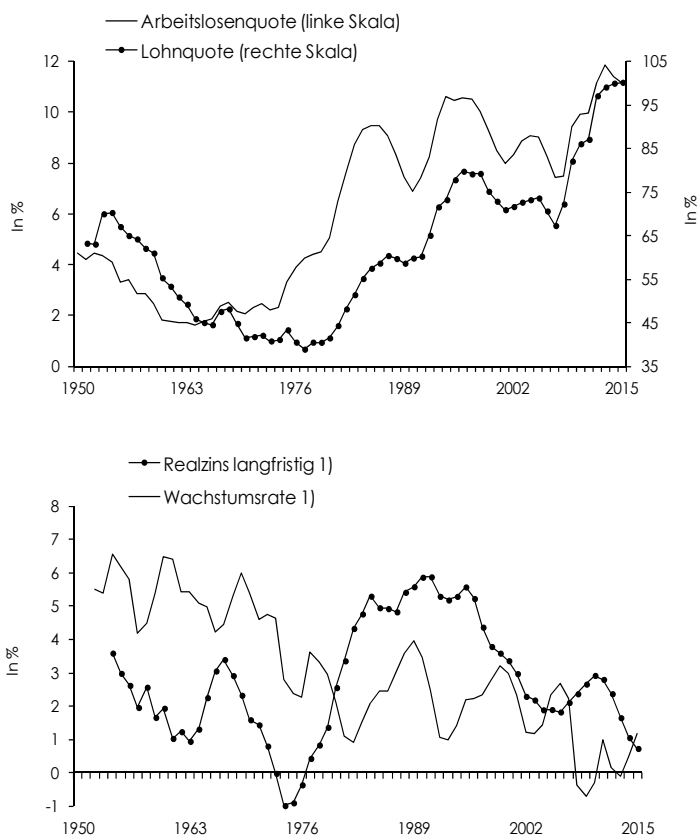 Arbeitslosenquote (linke Skala)
Lohnquote (rechte Skala)
12
10
8
6
4
2
0
In %
105
95
85
75
65
55
45
35
In %
1950 1963 1976 1989 2002 2015
Realzins langfristig 1)
Wachstumsrate 1)
8
7
6
5
4
3
2
1
0
-1
In %
1950 1963 1976 1989 2002 2015